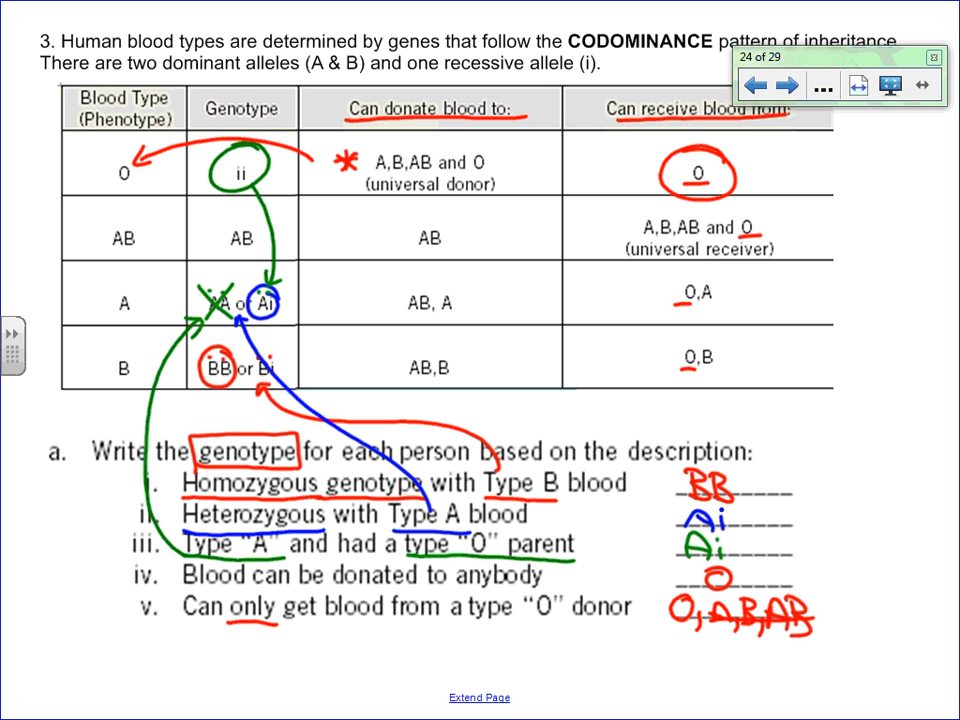 3. Human blood types are determined by genes that follow the CODOMINANCE pattern of inheritance.
There are two dominant alleles (A & B) and one recessive allele (i).
24 of 29
Blood Type (Phenotype) Genotype Can donate blood to: Can receive blood from:
O ii * A,B,AB and O (universal donor) O
AB AB AB A,B,AB and O (universal receiver)
A AA or Ai AB, A O,A
B BB or Bi AB,B O,B
a. Write the genotype for each person based on the description:
i. Homozygous genotype with Type B blood BB
ii. Heterozygous with Type A blood Ai
iii. Type "A" and had a type "O" parent Ai
iv. Blood can be donated to anybody O
v. Can only get blood from a type "O" donor O, A,B,AB
Extend Page